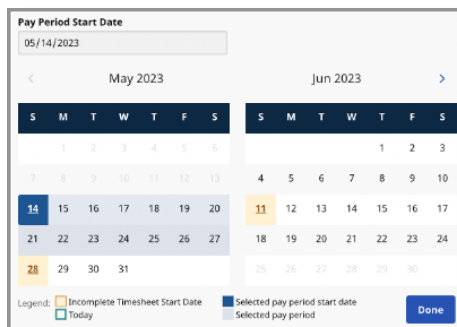 Pay Period Start Date
05/14/2023
< May 2023 Jun 2023 >
S M T W T F S S M T W T F S
1 2 3 4 5 6 1 2 3
7 8 9 10 11 12 13 4 5 6 7 8 9 10
14 15 16 17 18 19 20 11 12 13 14 15 16 17
21 22 23 24 25 26 27 18 19 20 21 22 23 24
28 29 30 31 25 26 27 28 29 30
Legend: Incomplete Timesheet Start Date Selected pay period start date
Today Selected pay period
Done